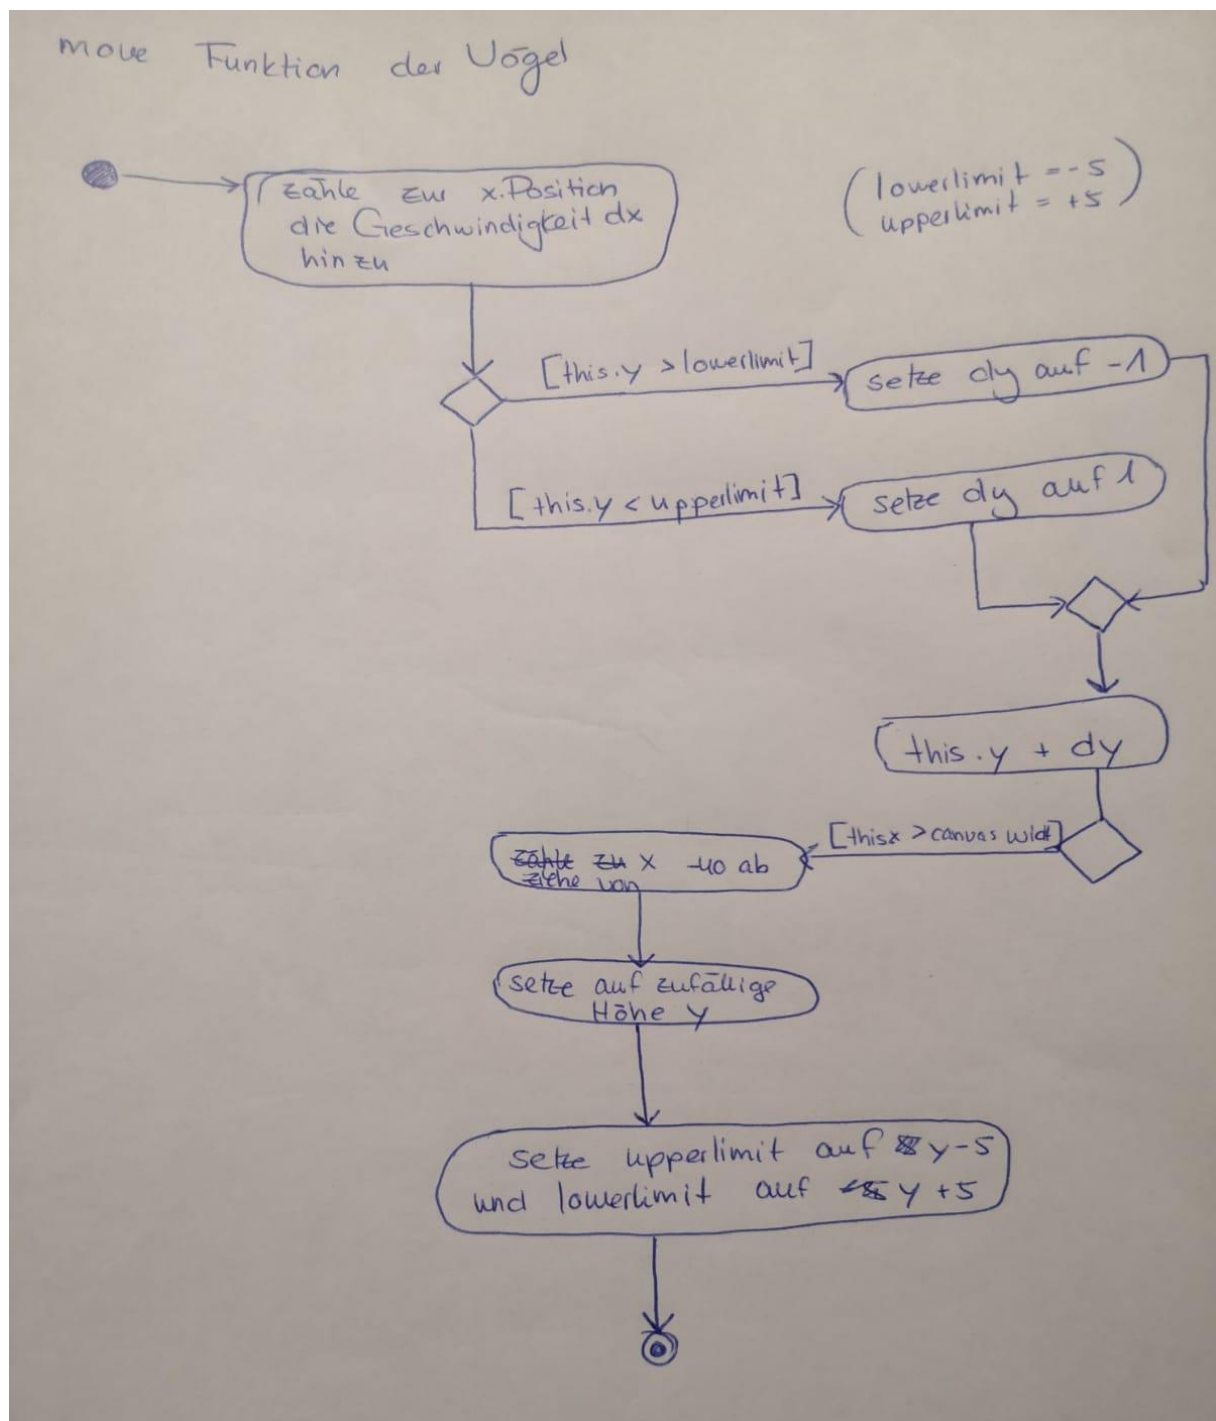 move Funktion der Vögel
(lowerlimit = -5
upperlimit = +5)
zähle zur x.Position
die Geschwindigkeit dx
hinzu
[this.y > lowerlimit]
setze dy auf -1
[this.y < upperlimit]
setze dy auf 1
this.y + dy
[this x > canvas widt]
zähle zu x -40 ab
ziehe von
setze auf zufällige
Höhe y
setze upperlimit auf y-5
und lowerlimit auf y +5